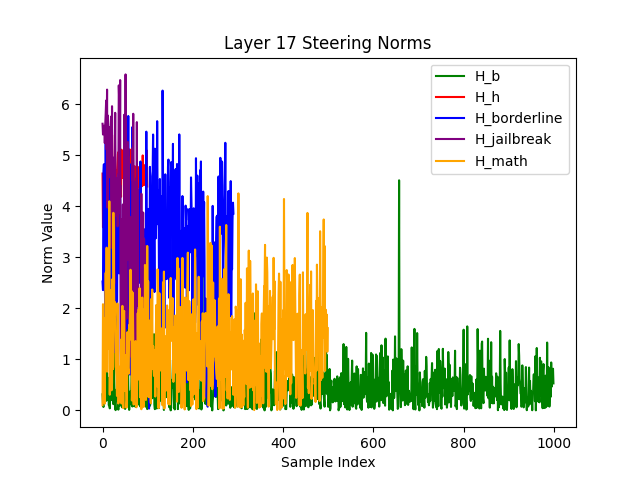 Layer 17 Steering Norms
H_b
H_h
H_borderline
H_jailbreak
H_math
Norm Value
6
5
4
3
2
1
0
0 200 400 600 800 1000
Sample Index